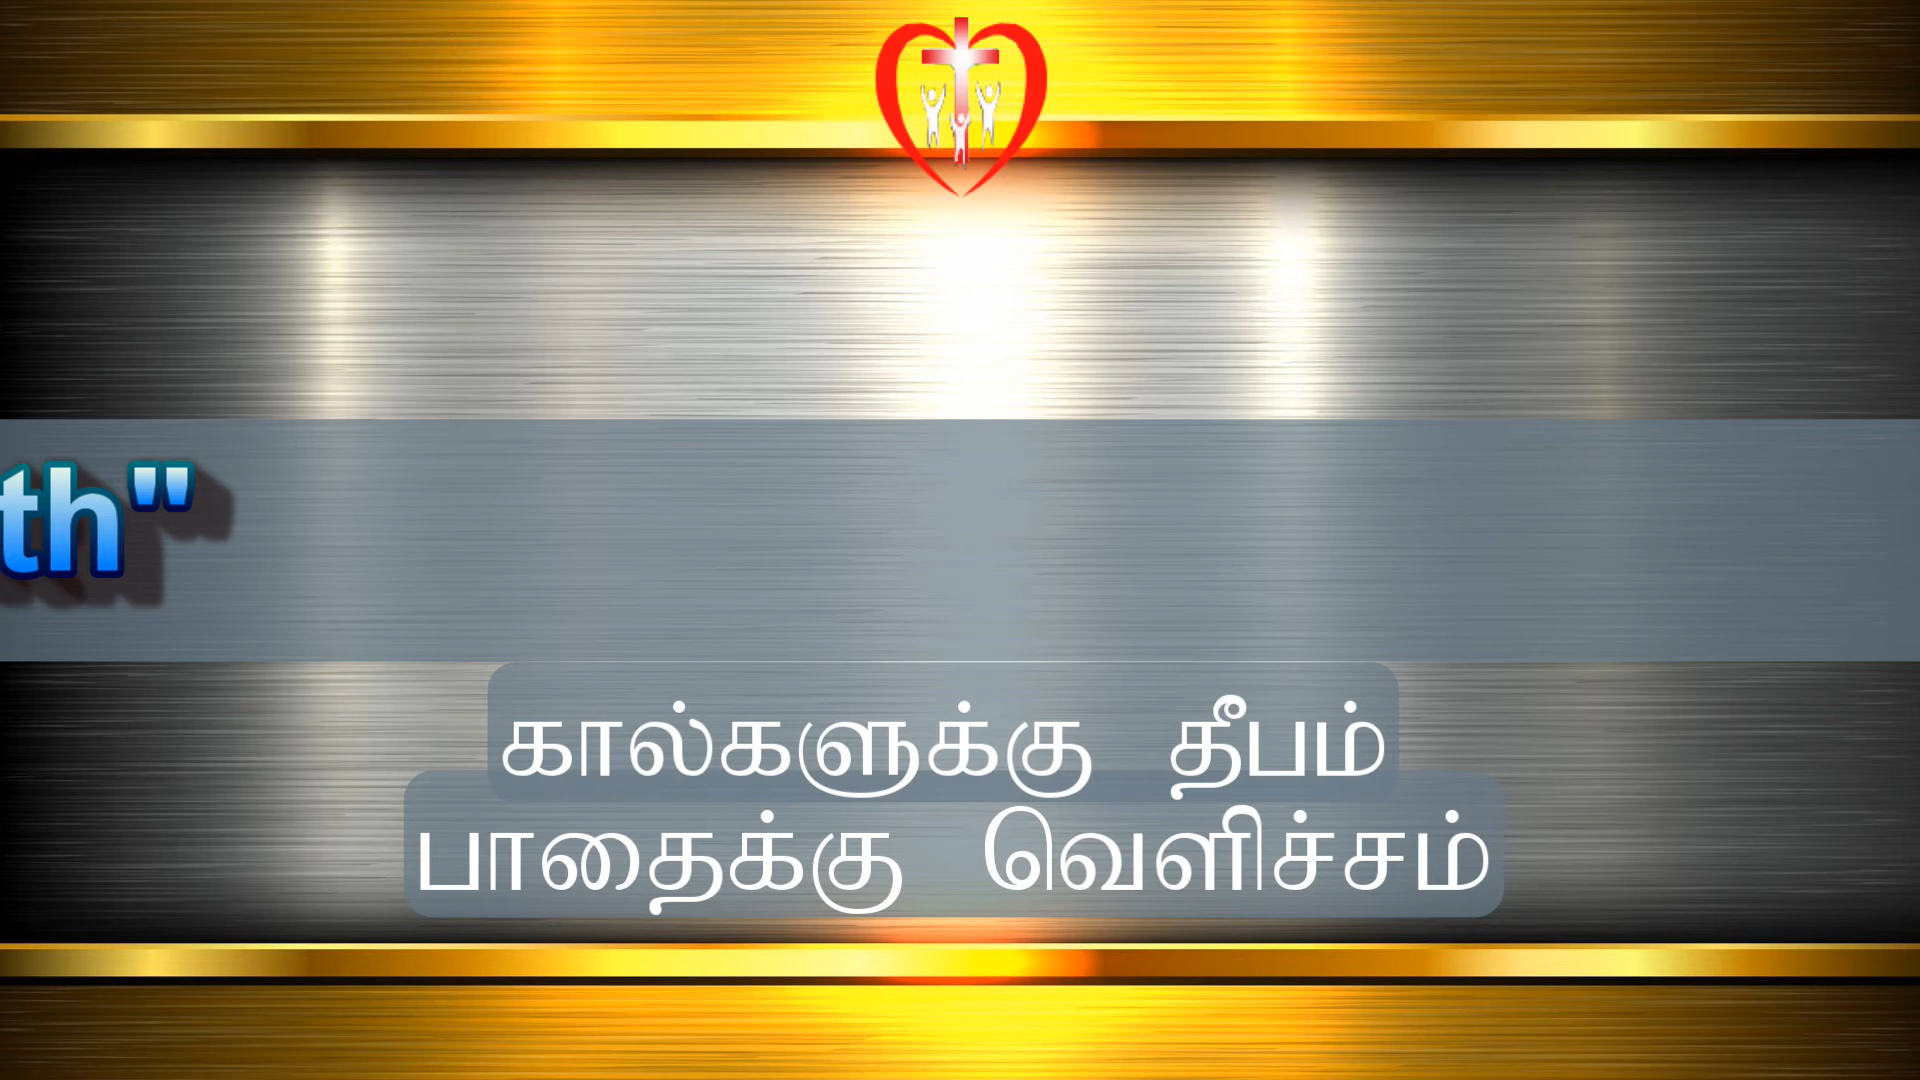 th"
கால்களுக்கு தீபம்
பாதைக்கு வெளிச்சம்